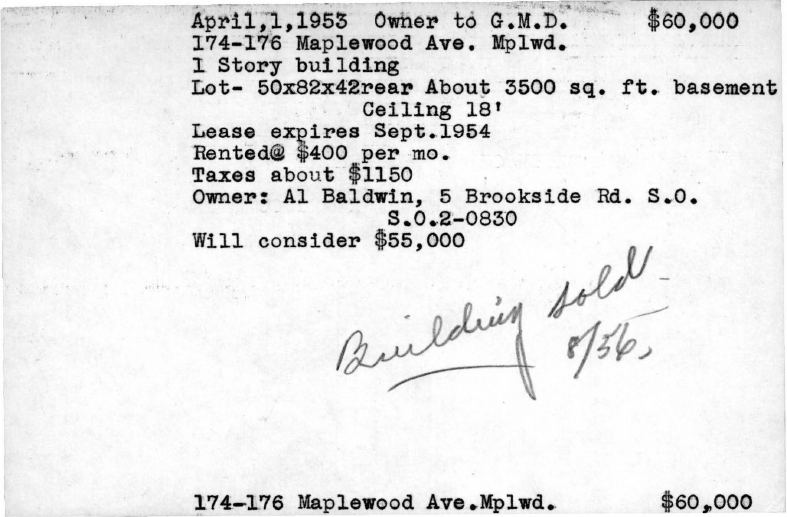 April,1,1953 Owner to G.M.D. $60,000
174-176 Maplewood Ave. Mplwd.
1 Story building
Lot- 50x82x42rear About 3500 sq. ft. basement
Ceiling 18'
Lease expires Sept.1954
Rented@ $400 per mo.
Taxes about $1150
Owner: Al Baldwin, 5 Brookside Rd. S.O.
S.O.2-0830
Will consider $55,000
Building sold
8/56,
174-176 Maplewood Ave.Mplwd. $60,000